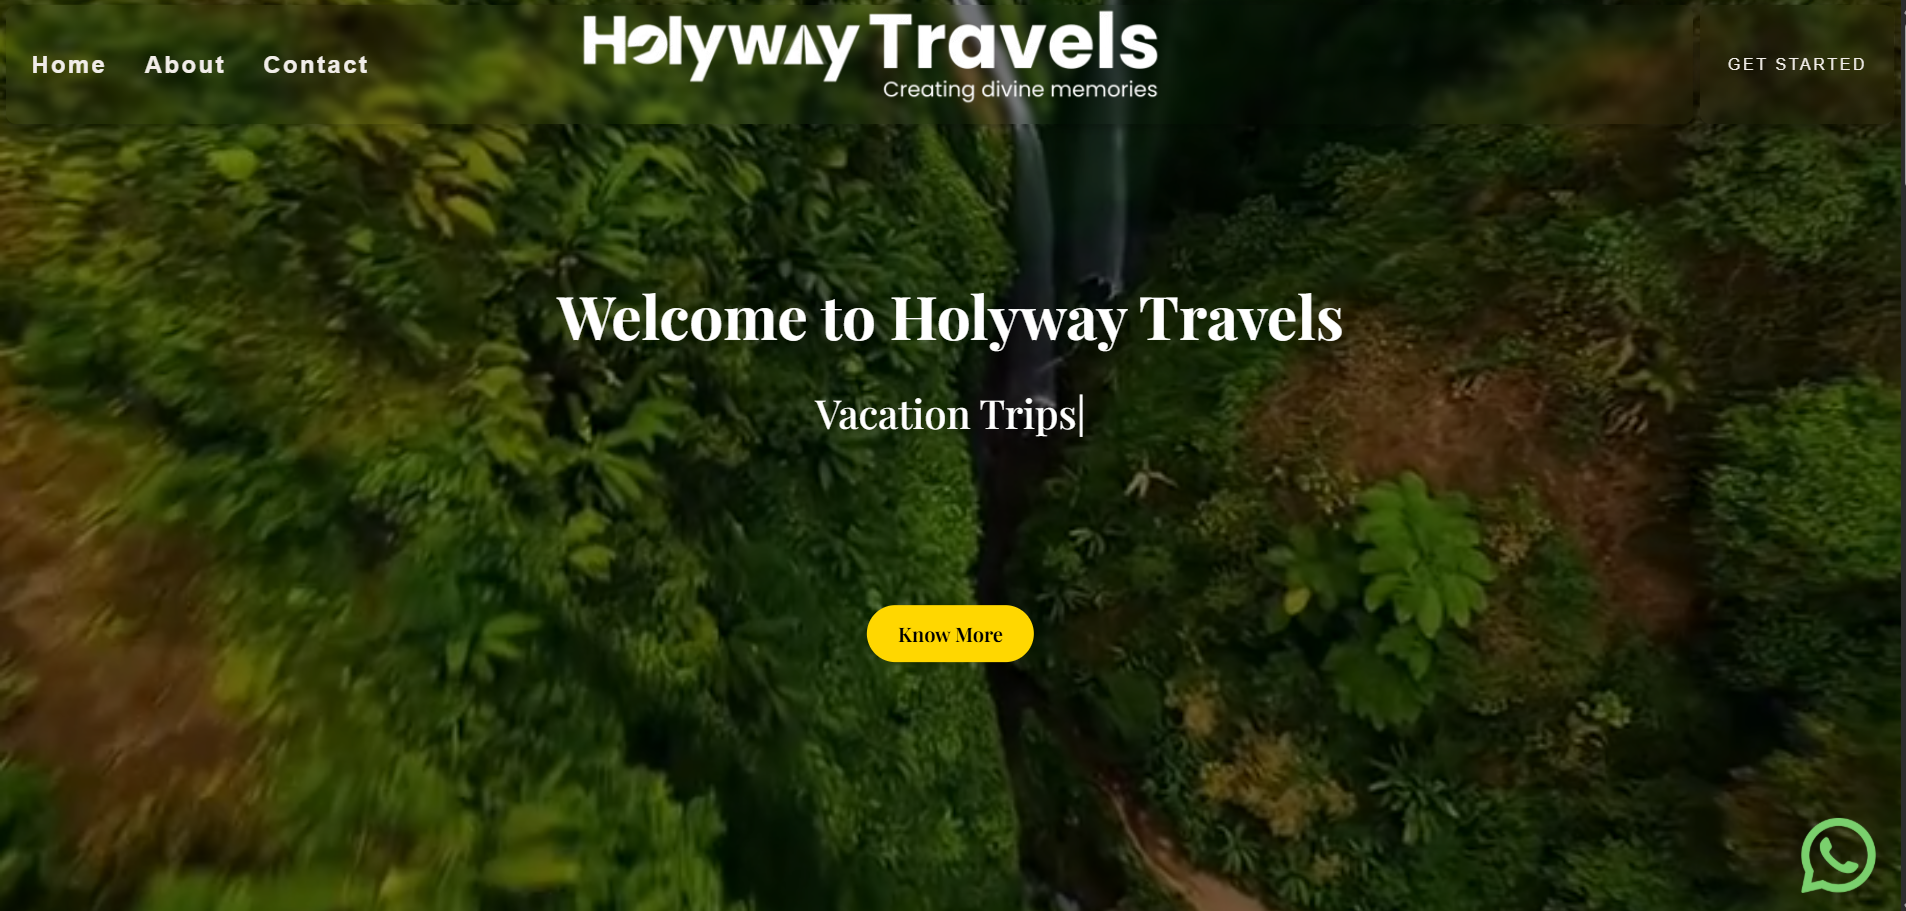 Home About Contact
Holyway Travels
Creating divine memories
GET STARTED
Welcome to Holyway Travels
Vacation Trips|
Know More